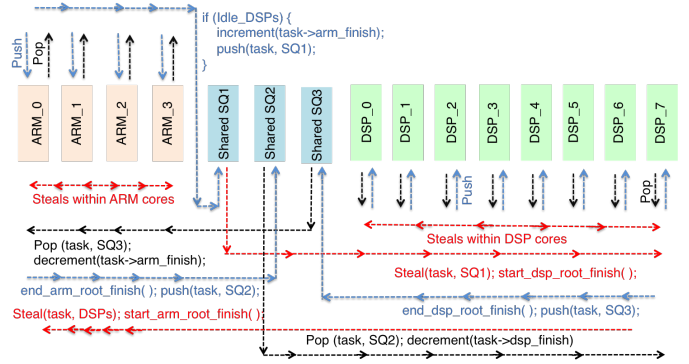 if (Idle_DSPs) {
increment(task->arm_finish);
push(task, SQ1);
}
Push
Pop
ARM_0
ARM_1
ARM_2
ARM_3
Shared SQ1
Shared SQ2
Shared SQ3
DSP_0
DSP_1
DSP_2
DSP_3
DSP_4
DSP_5
DSP_6
DSP_7
Push
Pop
Steals within ARM cores
Steals within DSP cores
Pop (task, SQ3);
decrement(task->arm_finish);
Steal(task, SQ1); start_dsp_root_finish( );
end_arm_root_finish( ); push(task, SQ2);
end_dsp_root_finish( ); push(task, SQ3);
Steal(task, DSPs); start_arm_root_finish( );
Pop (task, SQ2); decrement(task->dsp_finish)